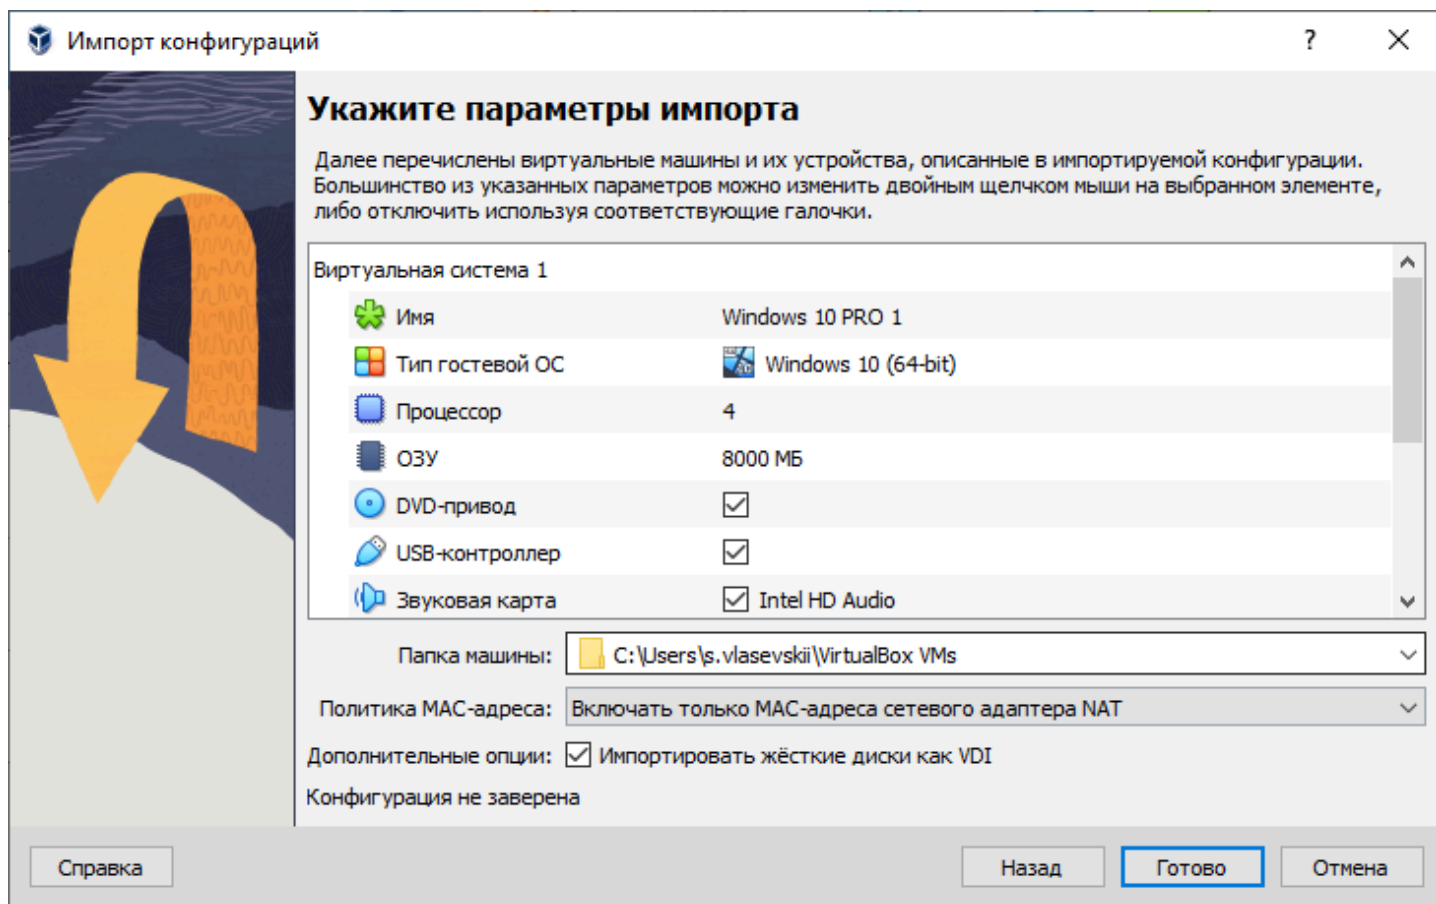 Импорт конфигураций
?
Укажите параметры импорта
Далее перечислены виртуальные машины и их устройства, описанные в импортируемой конфигурации.
Большинство из указанных параметров можно изменить двойным щелчком мыши на выбранном элементе,
либо отключить используя соответствующие галочки.
Виртуальная система 1
Имя Windows 10 PRO 1
Тип гостевой ОС Windows 10 (64-bit)
Процессор 4
ОЗУ 8000 МБ
DVD-привод
USB-контроллер
Звуковая карта Intel HD Audio
Папка машины: C:\Users\s.vlasevskii\VirtualBox VMs
Политика MAC-адреса: Включать только MAC-адреса сетевого адаптера NAT
Дополнительные опции: Импортировать жёсткие диски как VDI
Конфигурация не заверена
Справка Назад Готово Отмена